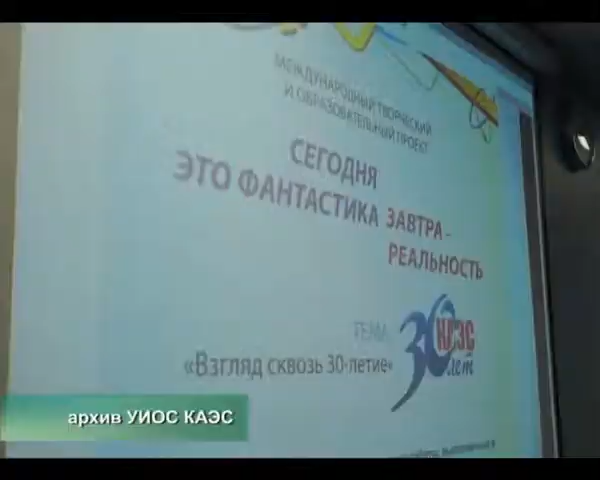 МЕЖДУНАРОДНЫЙ ТВОРЧЕСКИЙ
И ОБРАЗОВАТЕЛЬНЫЙ ПРОЕКТ
СЕГОДНЯ
ЭТО ФАНТАСТИКА ЗАВТРА -
РЕАЛЬНОСТЬ
ТЕМА:
«Взгляд сквозь 30-летие»
30 КАЭС
лет
архив УИОС КАЭС